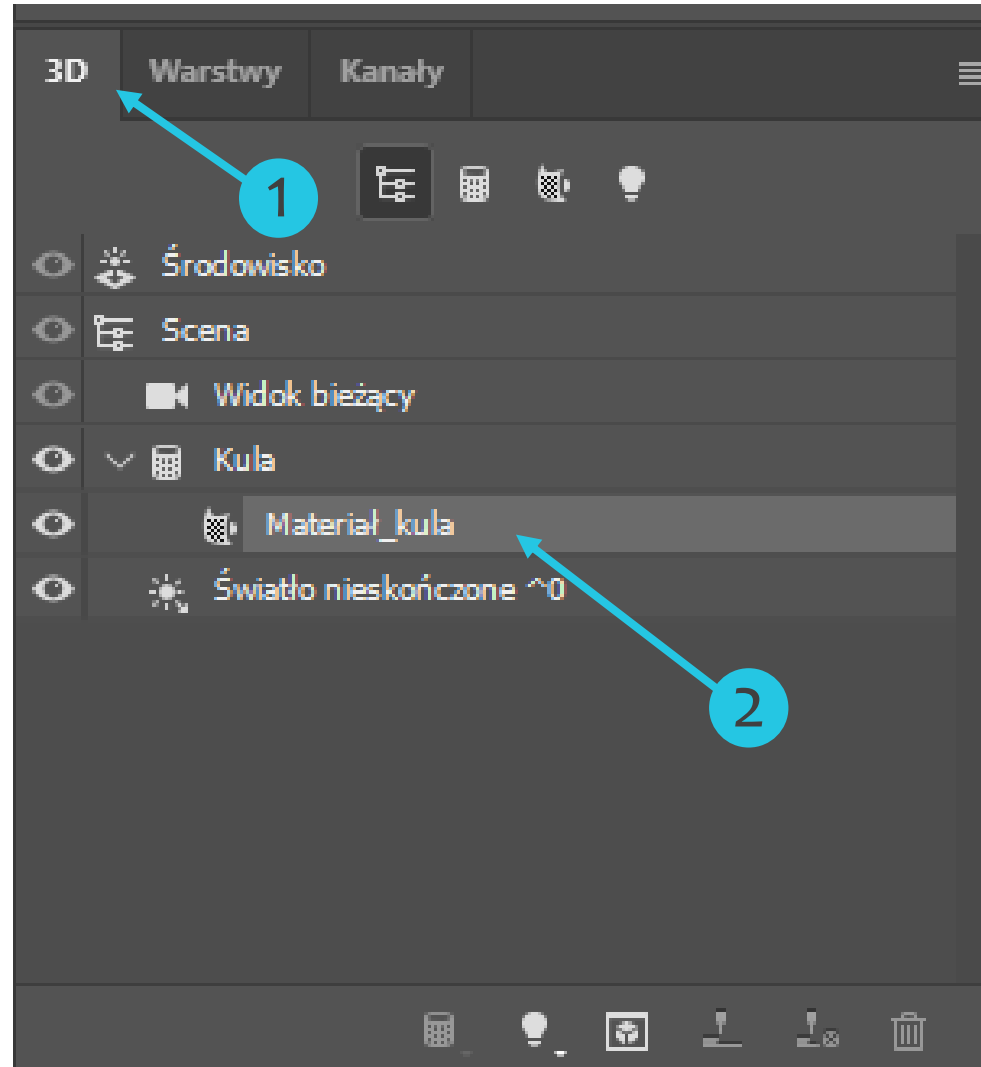 3D Warstwy Kanały
1
Środowisko
Scena
Widok bieżący
Kula
Materiał_kula
Światło nieskończone ^0
2